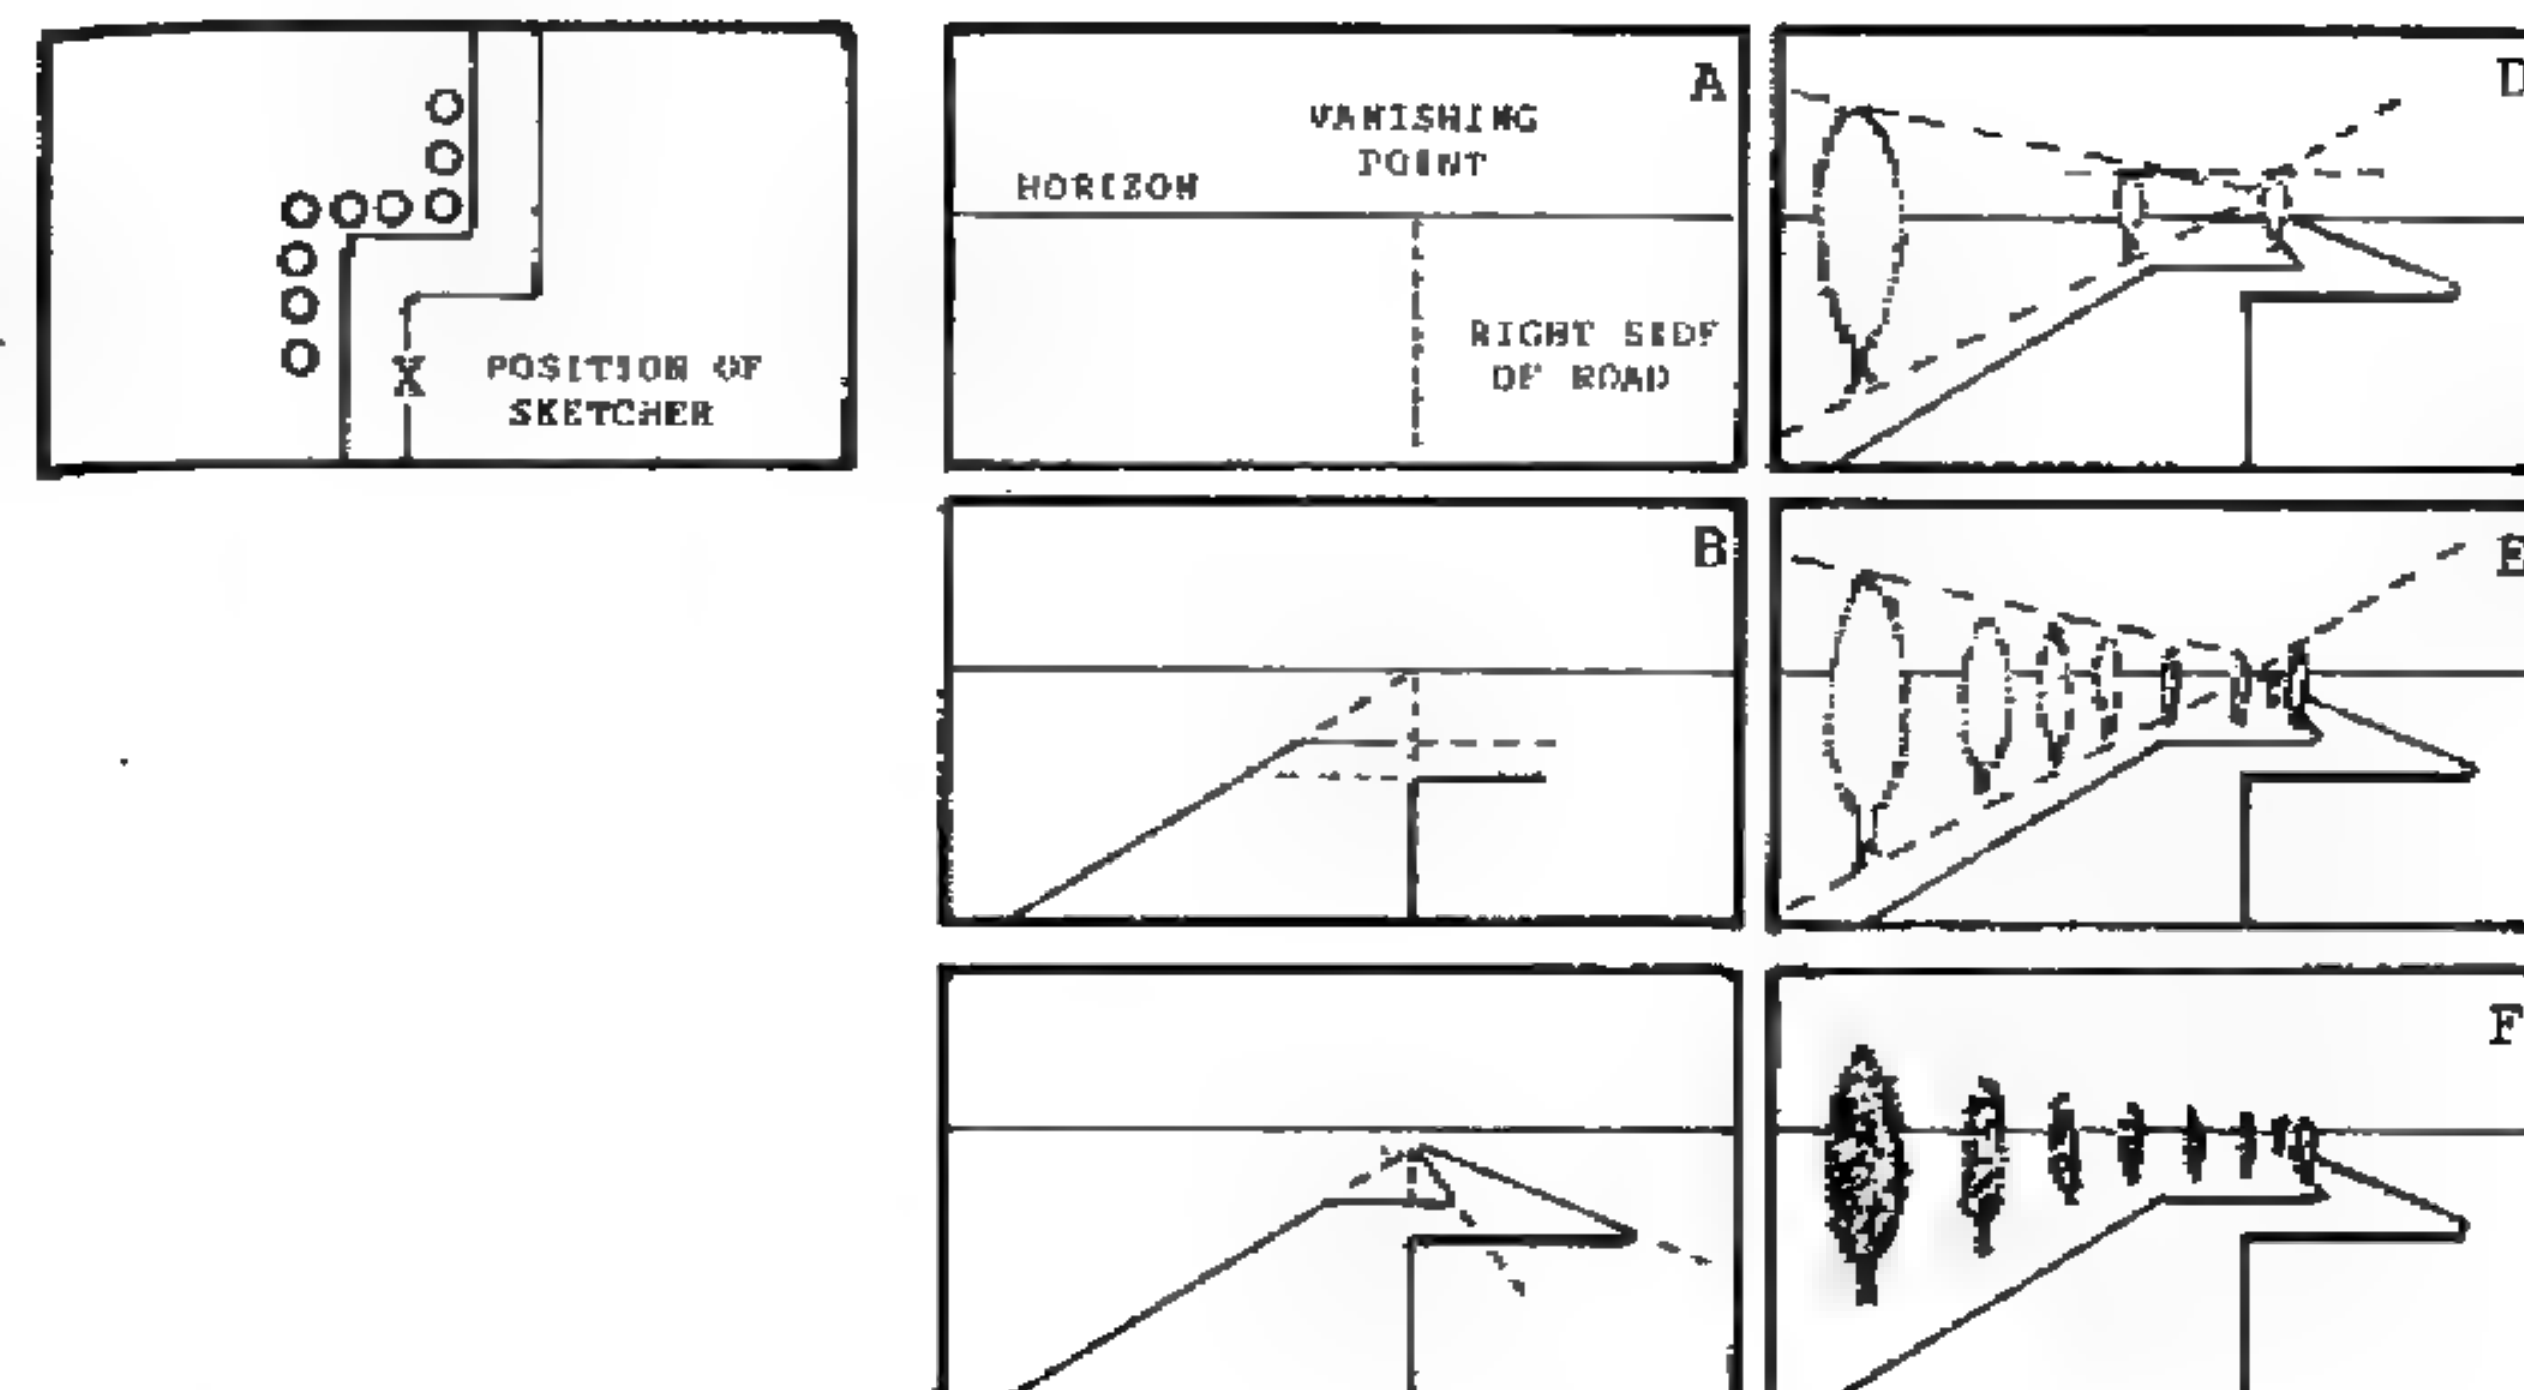 X POSITION OF
SKETCHER
A
VANISHING
POINT
HORIZON
RIGHT SIDE
OF ROAD
D
B
E
F